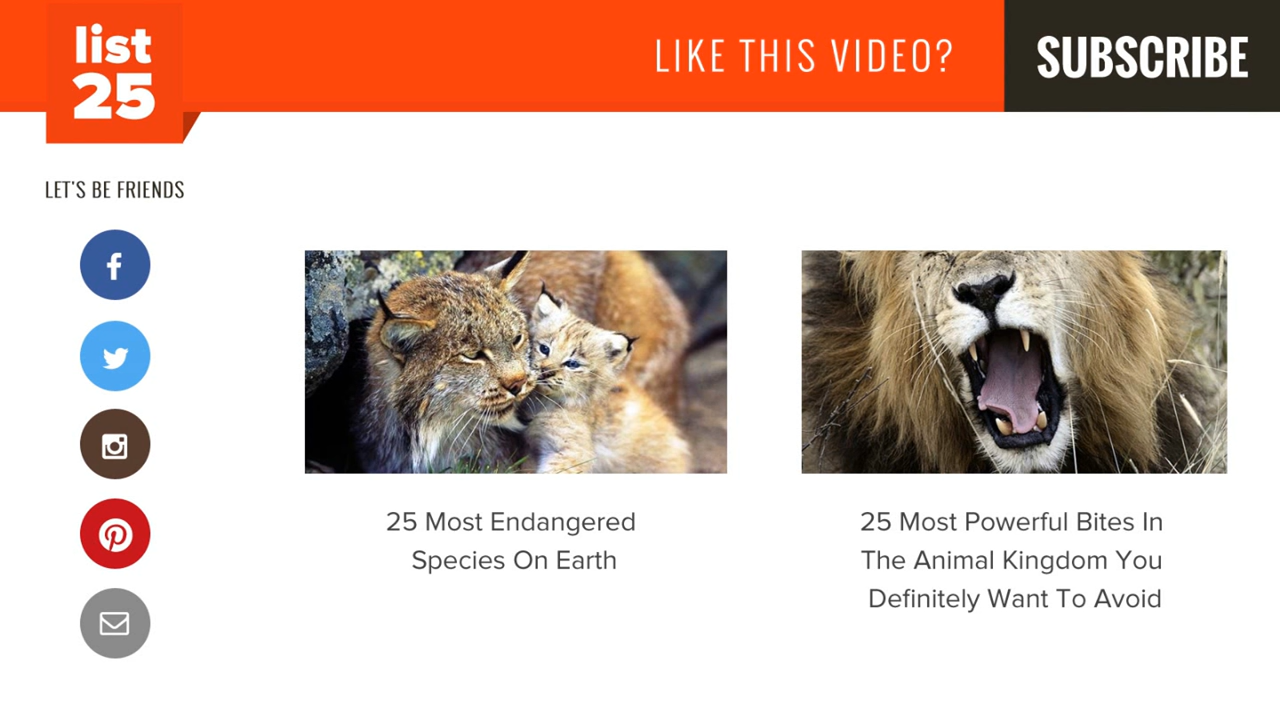 list
25
LIKE THIS VIDEO?
SUBSCRIBE
LET'S BE FRIENDS
25 Most Endangered
Species On Earth
25 Most Powerful Bites In
The Animal Kingdom You
Definitely Want To Avoid